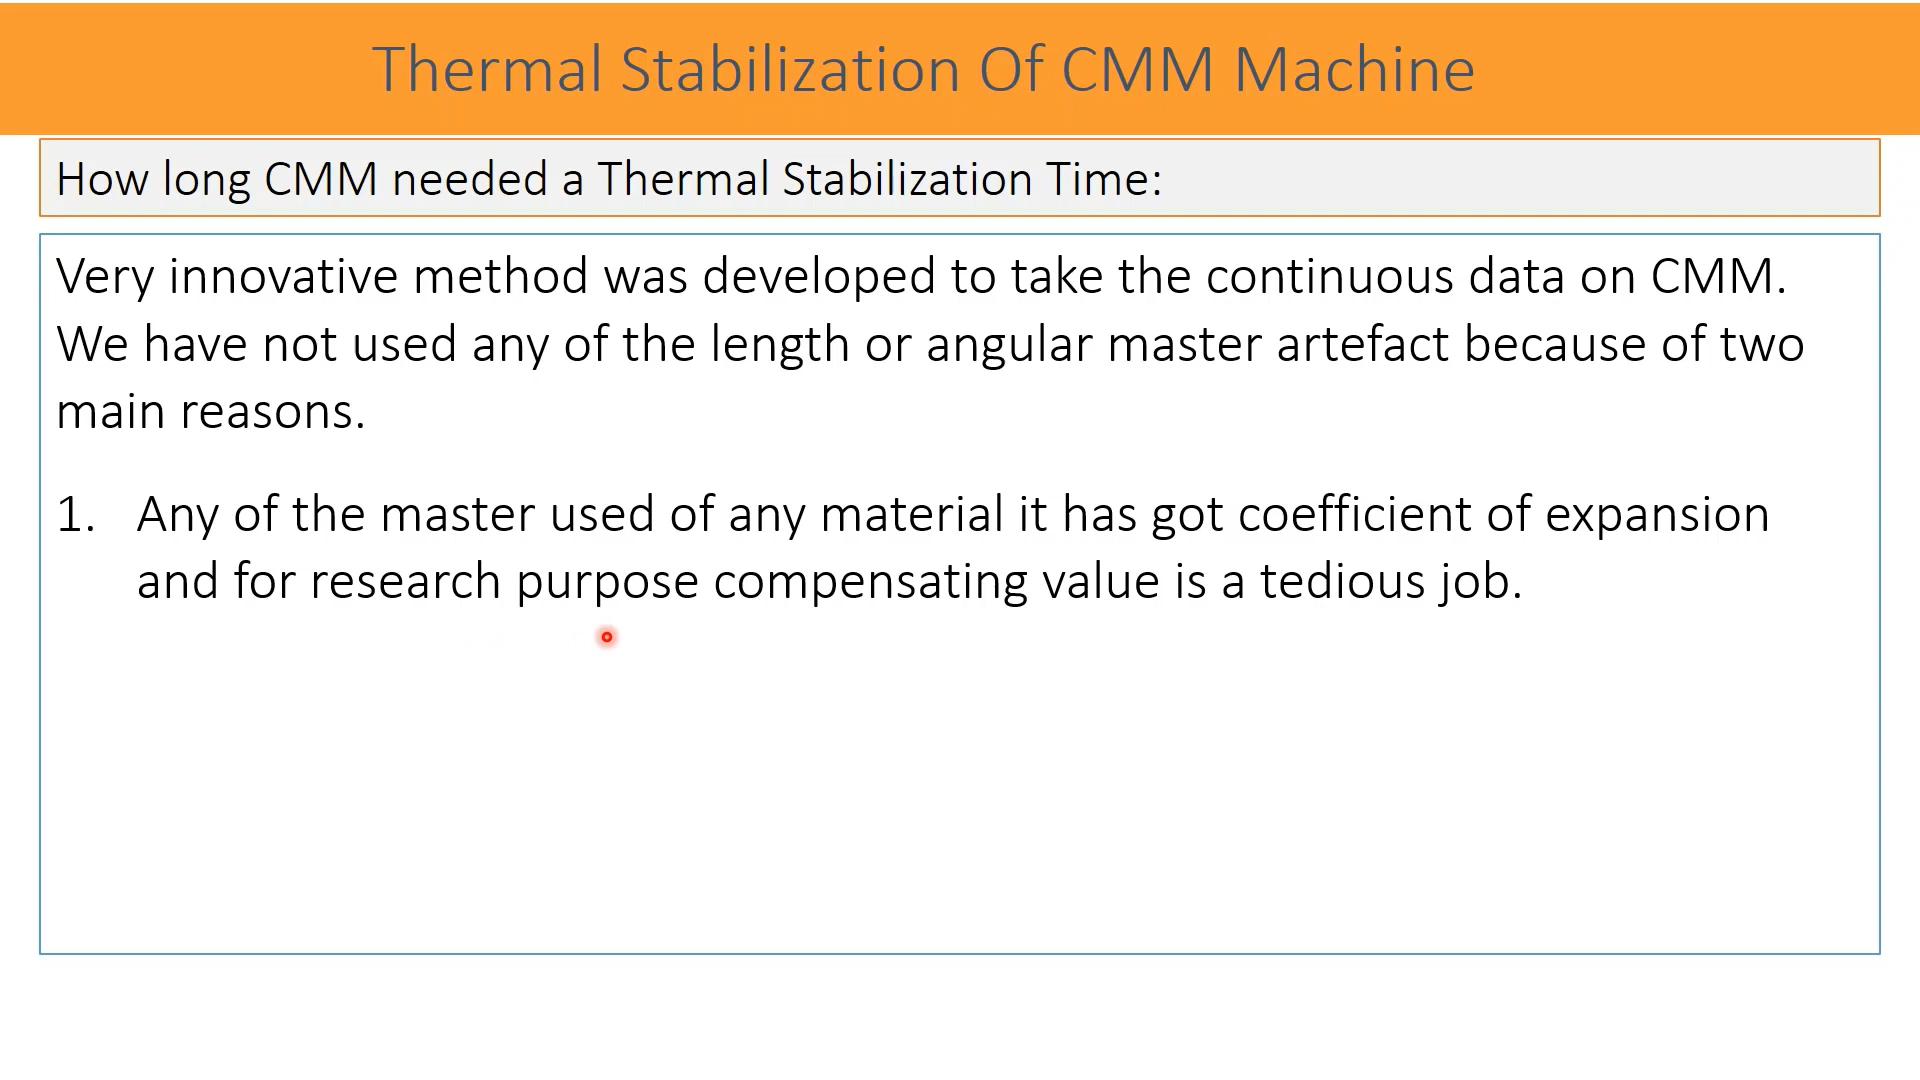 Thermal Stabilization Of CMM Machine
How long CMM needed a Thermal Stabilization Time:
Very innovative method was developed to take the continuous data on CMM.
We have not used any of the length or angular master artefact because of two
main reasons.
1. Any of the master used of any material it has got coefficient of expansion
and for research purpose compensating value is a tedious job.